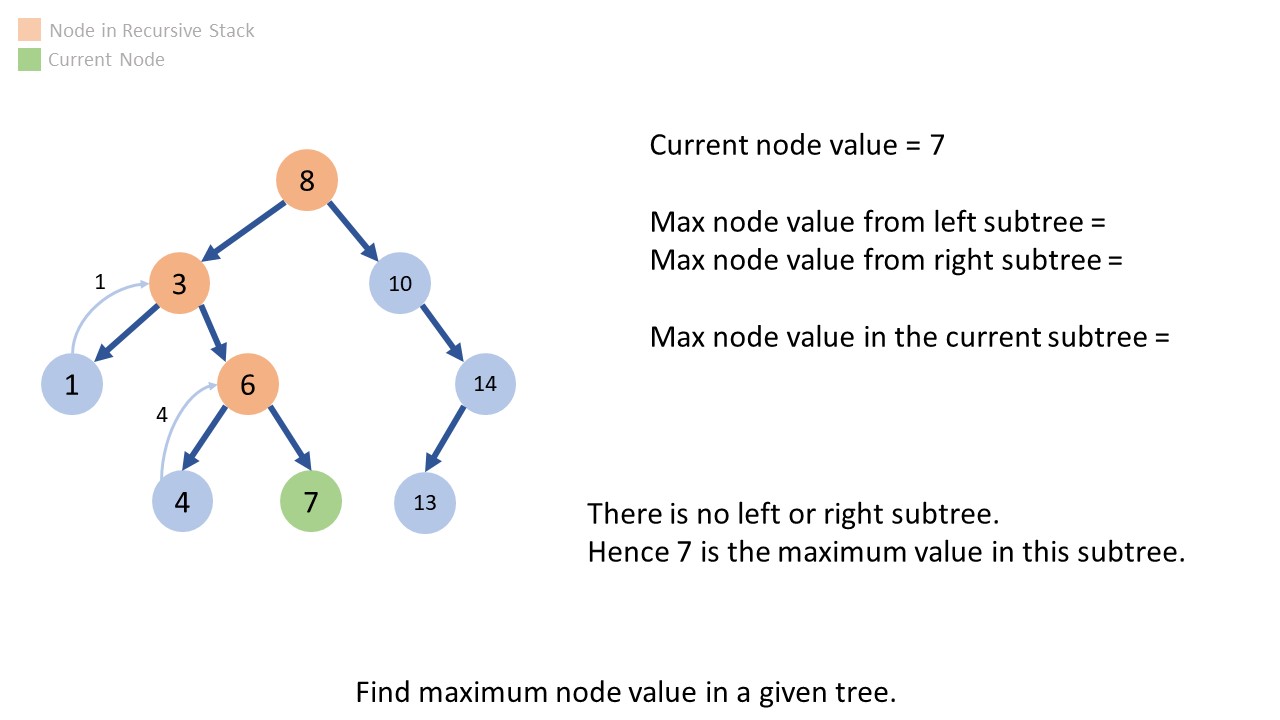 Node in Recursive Stack
Current Node
Current node value = 7
8
Max node value from left subtree =
Max node value from right subtree =
1
3
10
Max node value in the current subtree =
1
6
14
4
4
7
13
There is no left or right subtree.
Hence 7 is the maximum value in this subtree.
Find maximum node value in a given tree.